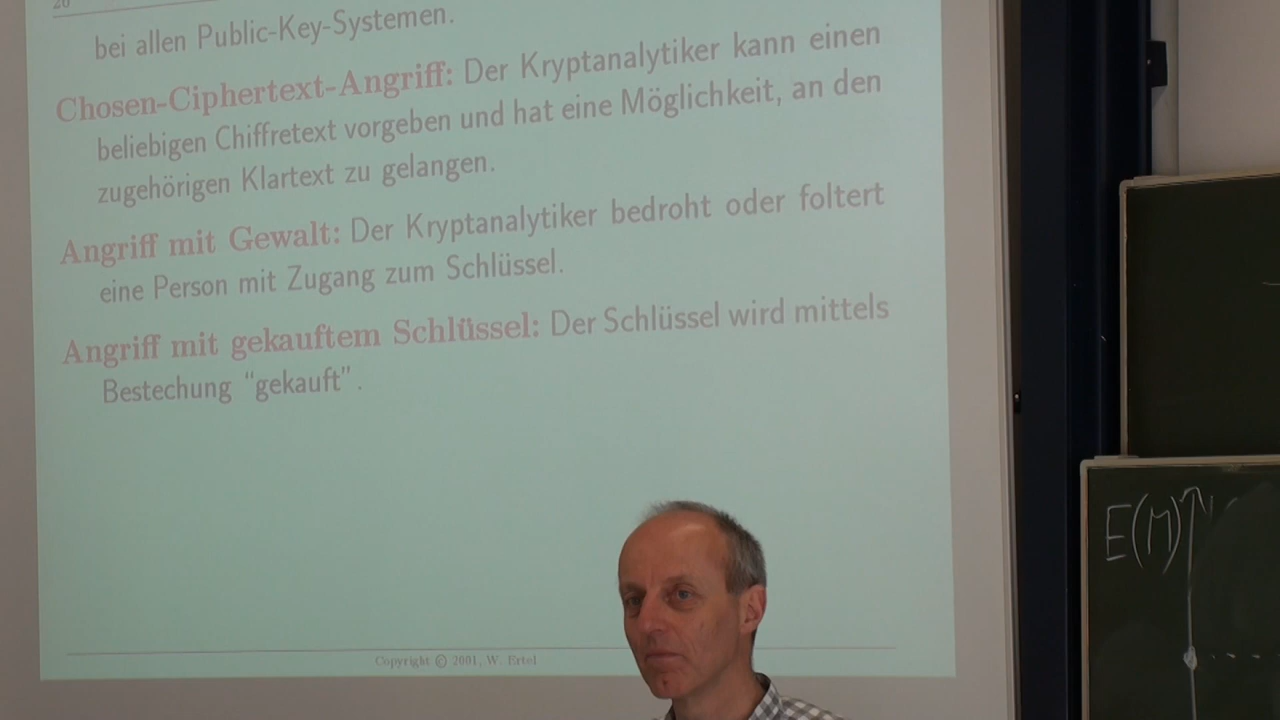 20
bei allen Public-Key-Systemen.
Chosen-Ciphertext-Angriff: Der Kryptanalytiker kann einen
beliebigen Chiffretext vorgeben und hat eine Möglichkeit, an den
zugehörigen Klartext zu gelangen.
Angriff mit Gewalt: Der Kryptanalytiker bedroht oder foltert
eine Person mit Zugang zum Schlüssel.
Angriff mit gekauftem Schlüssel: Der Schlüssel wird mittels
Bestechung “gekauft”.
Copyright © 2001, W. Ertel
E(M)